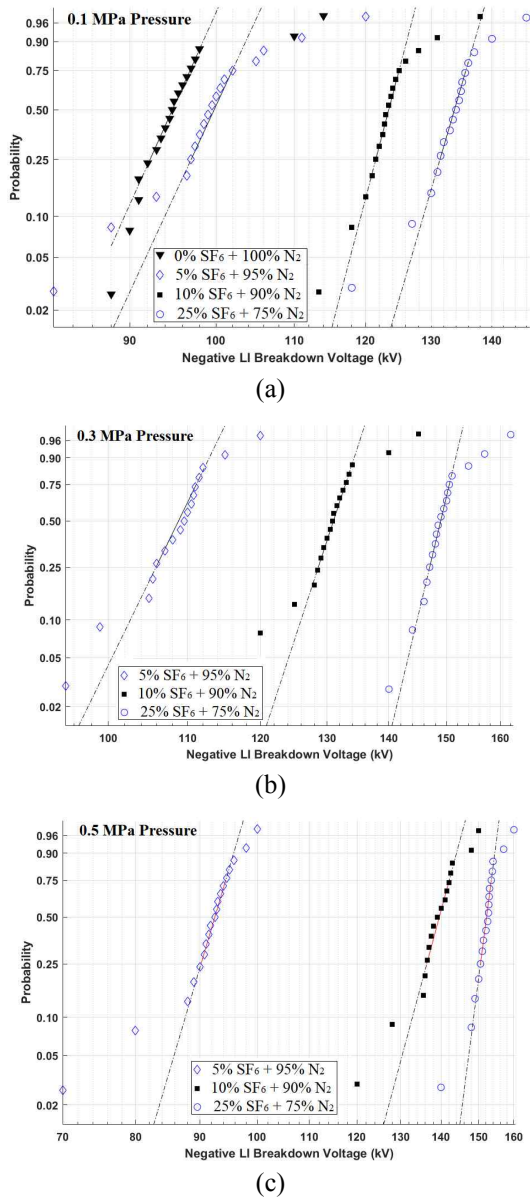 0.1 MPa Pressure
0.96
0.90
0.75
0.50
0.25
0.10
0.05
0.02
Probability
0% SF₆ + 100% N₂
5% SF₆ + 95% N₂
10% SF₆ + 90% N₂
25% SF₆ + 75% N₂
90 100 110 120 130 140
Negative LI Breakdown Voltage (kV)
(a)
0.3 MPa Pressure
0.96
0.90
0.75
0.50
0.25
0.10
0.05
0.02
Probability
5% SF₆ + 95% N₂
10% SF₆ + 90% N₂
25% SF₆ + 75% N₂
100 110 120 130 140 150 160
Negative LI Breakdown Voltage (kV)
(b)
0.5 MPa Pressure
0.96
0.90
0.75
0.50
0.25
0.10
0.05
0.02
Probability
5% SF₆ + 95% N₂
10% SF₆ + 90% N₂
25% SF₆ + 75% N₂
70 80 90 100 110 120 130 140 150 160
Negative LI Breakdown Voltage (kV)
(c)